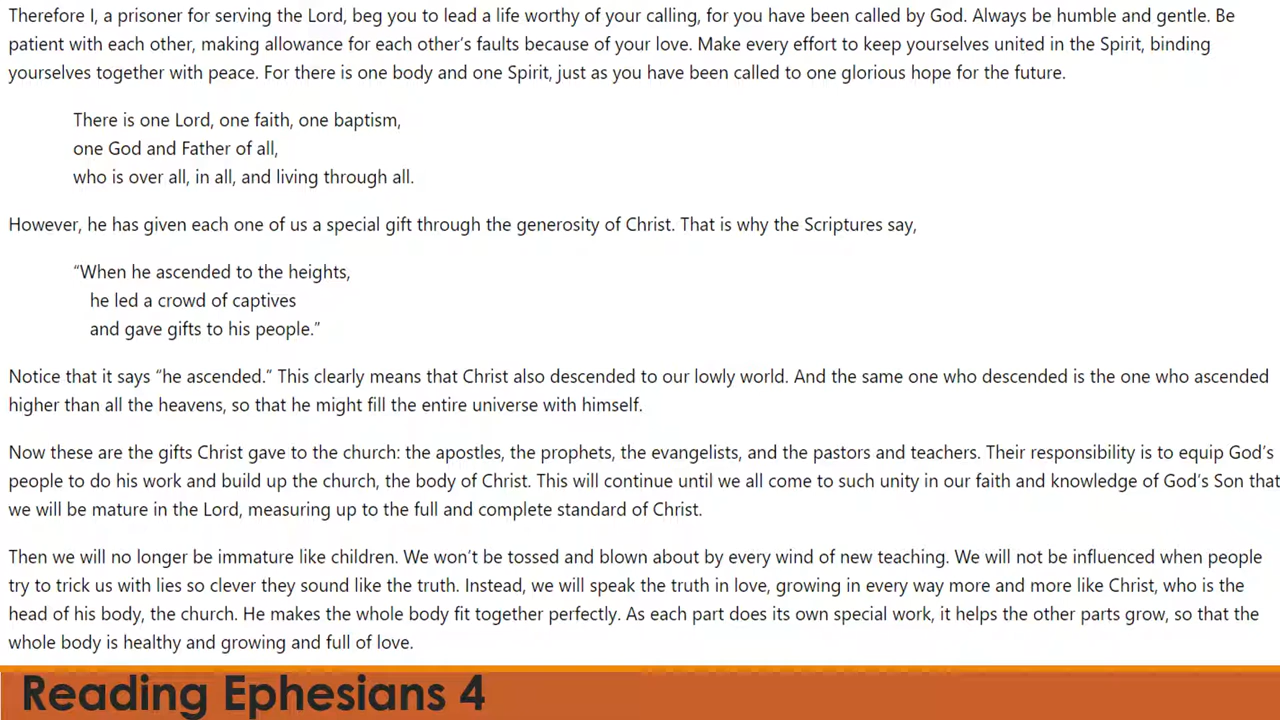 Therefore I, a prisoner for serving the Lord, beg you to lead a life worthy of your calling, for you have been called by God. Always be humble and gentle. Be
patient with each other, making allowance for each other’s faults because of your love. Make every effort to keep yourselves united in the Spirit, binding
yourselves together with peace. For there is one body and one Spirit, just as you have been called to one glorious hope for the future.
There is one Lord, one faith, one baptism,
one God and Father of all,
who is over all, in all, and living through all.
However, he has given each one of us a special gift through the generosity of Christ. That is why the Scriptures say,
“When he ascended to the heights,
he led a crowd of captives
and gave gifts to his people.”
Notice that it says “he ascended.” This clearly means that Christ also descended to our lowly world. And the same one who descended is the one who ascended
higher than all the heavens, so that he might fill the entire universe with himself.
Now these are the gifts Christ gave to the church: the apostles, the prophets, the evangelists, and the pastors and teachers. Their responsibility is to equip God’s
people to do his work and build up the church, the body of Christ. This will continue until we all come to such unity in our faith and knowledge of God’s Son that
we will be mature in the Lord, measuring up to the full and complete standard of Christ.
Then we will no longer be immature like children. We won’t be tossed and blown about by every wind of new teaching. We will not be influenced when people
try to trick us with lies so clever they sound like the truth. Instead, we will speak the truth in love, growing in every way more and more like Christ, who is the
head of his body, the church. He makes the whole body fit together perfectly. As each part does its own special work, it helps the other parts grow, so that the
whole body is healthy and growing and full of love.
Reading Ephesians 4